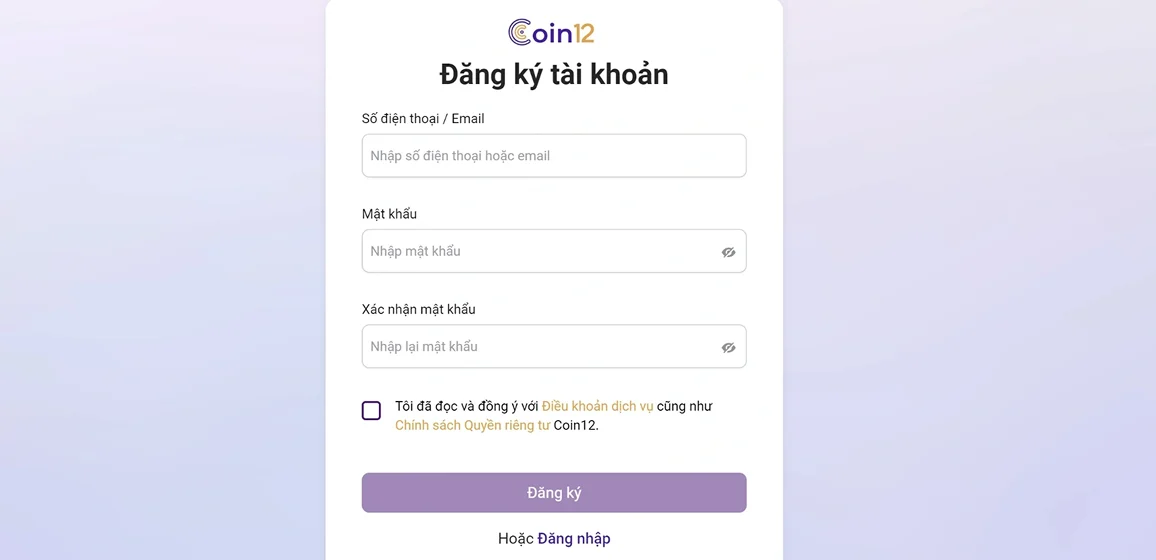 Coin12
Đăng ký tài khoản
Số điện thoại / Email
Nhập số điện thoại hoặc email
Mật khẩu
Nhập mật khẩu
Xác nhận mật khẩu
Nhập lại mật khẩu
Tôi đã đọc và đồng ý với Điều khoản dịch vụ cũng như
Chính sách Quyền riêng tư Coin12.
Đăng ký
Hoặc Đăng nhập